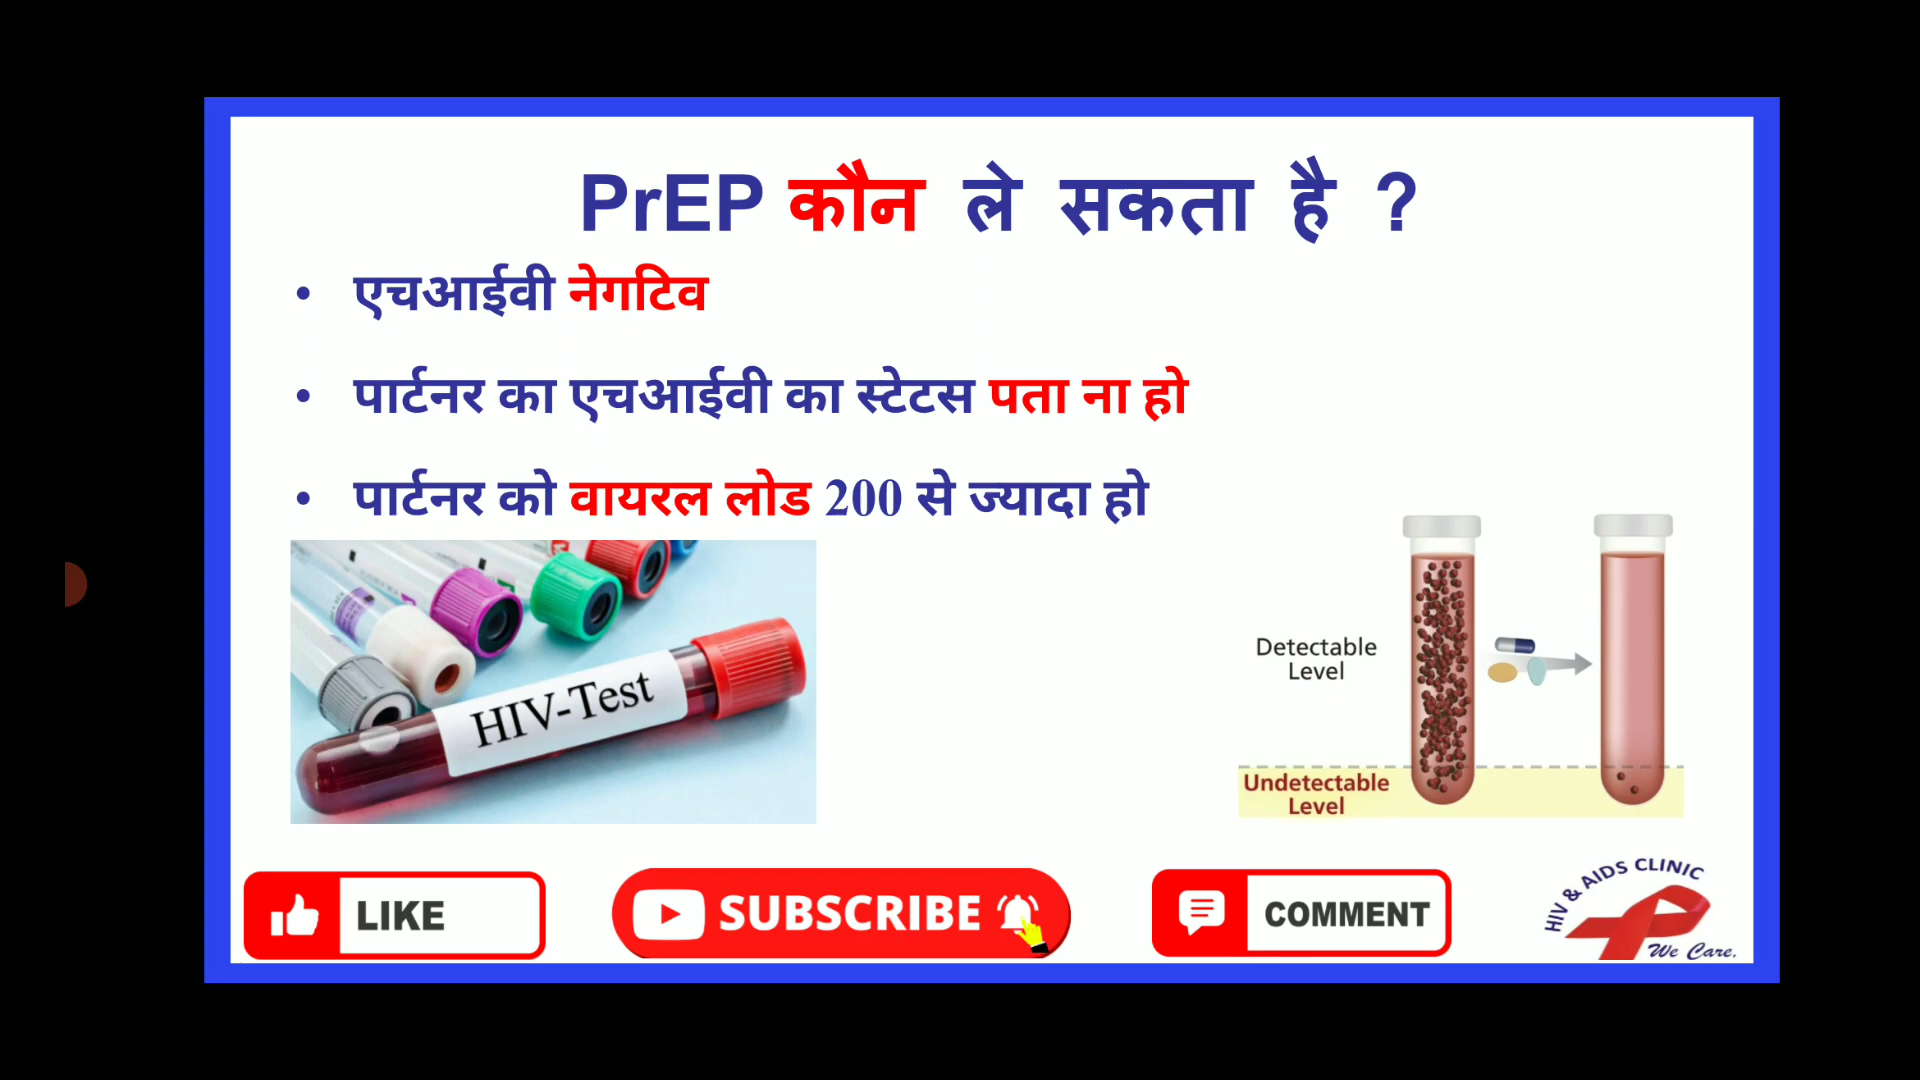 PrEP कौन ले सकता है ?
• एचआईवी नेगटिव
• पार्टनर का एचआईवी का स्टेटस पता ना हो
• पार्टनर को वायरल लोड 200 से ज्यादा हो
HIV-Test
Detectable
Level
Undetectable
Level
LIKE
SUBSCRIBE
COMMENT
HIV & AIDS CLINIC
We Care.